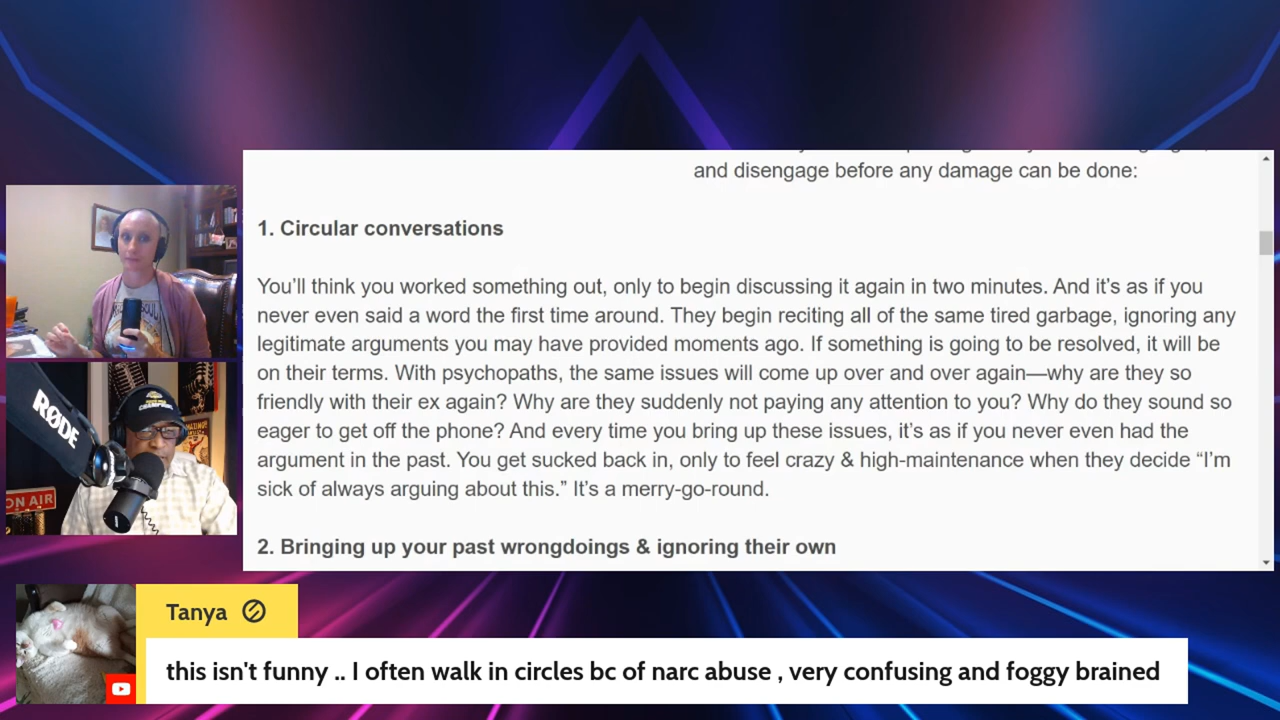 and disengage before any damage can be done:
1. Circular conversations
You’ll think you worked something out, only to begin discussing it again in two minutes. And it’s as if you
never even said a word the first time around. They begin reciting all of the same tired garbage, ignoring any
legitimate arguments you may have provided moments ago. If something is going to be resolved, it will be
on their terms. With psychopaths, the same issues will come up over and over again—why are they so
friendly with their ex again? Why are they suddenly not paying any attention to you? Why do they sound so
eager to get off the phone? And every time you bring up these issues, it’s as if you never even had the
argument in the past. You get sucked back in, only to feel crazy & high-maintenance when they decide “I’m
sick of always arguing about this.” It’s a merry-go-round.
2. Bringing up your past wrongdoings & ignoring their own
RØDE
ON AIR
Tanya
this isn't funny .. I often walk in circles bc of narc abuse , very confusing and foggy brained